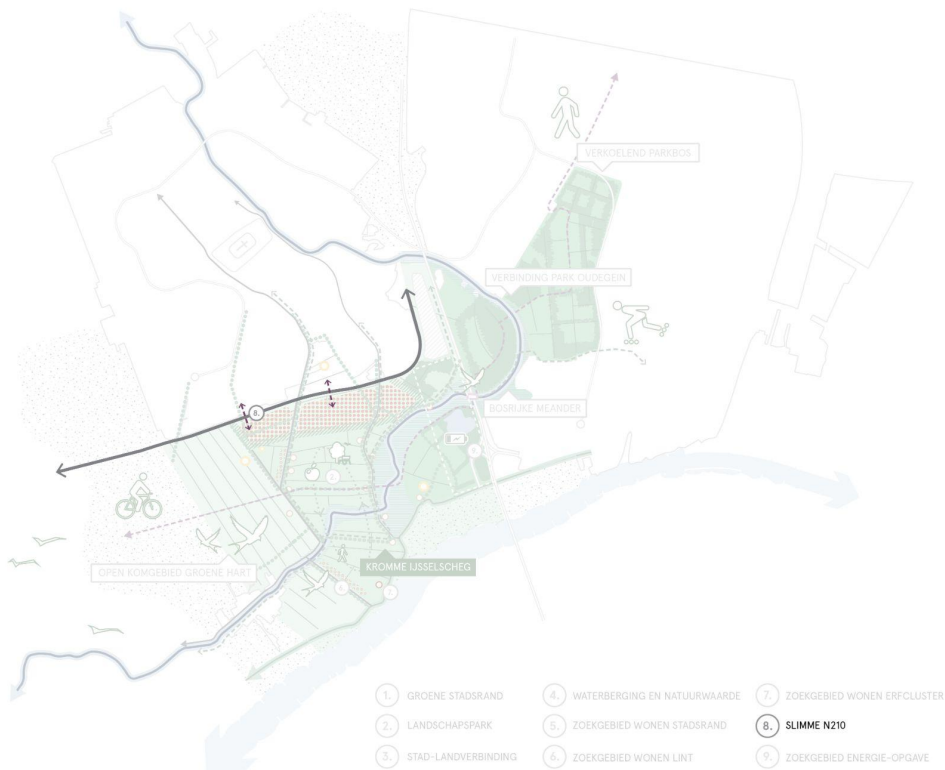 VERKOELEND PARKBOS
VERBINDING PARK OUDEGEIN
BOSRIJKE MEANDER
8.
2.
OPEN KOMGEBIED GROENE HART
KROMME IJSSELSCHEG
1. GROENE STADSRAND
2. LANDSCHAPSPARK
3. STAD-LANDVERBINDING
4. WATERBERGING EN NATUURWAARDE
5. ZOEKGEBIED WONEN STADSRAND
6. ZOEKGEBIED WONEN LINT
7. ZOEKGEBIED WONEN ERFCLUSTER
8. SLIMME N210
9. ZOEKGEBIED ENERGIE-OPGAVE